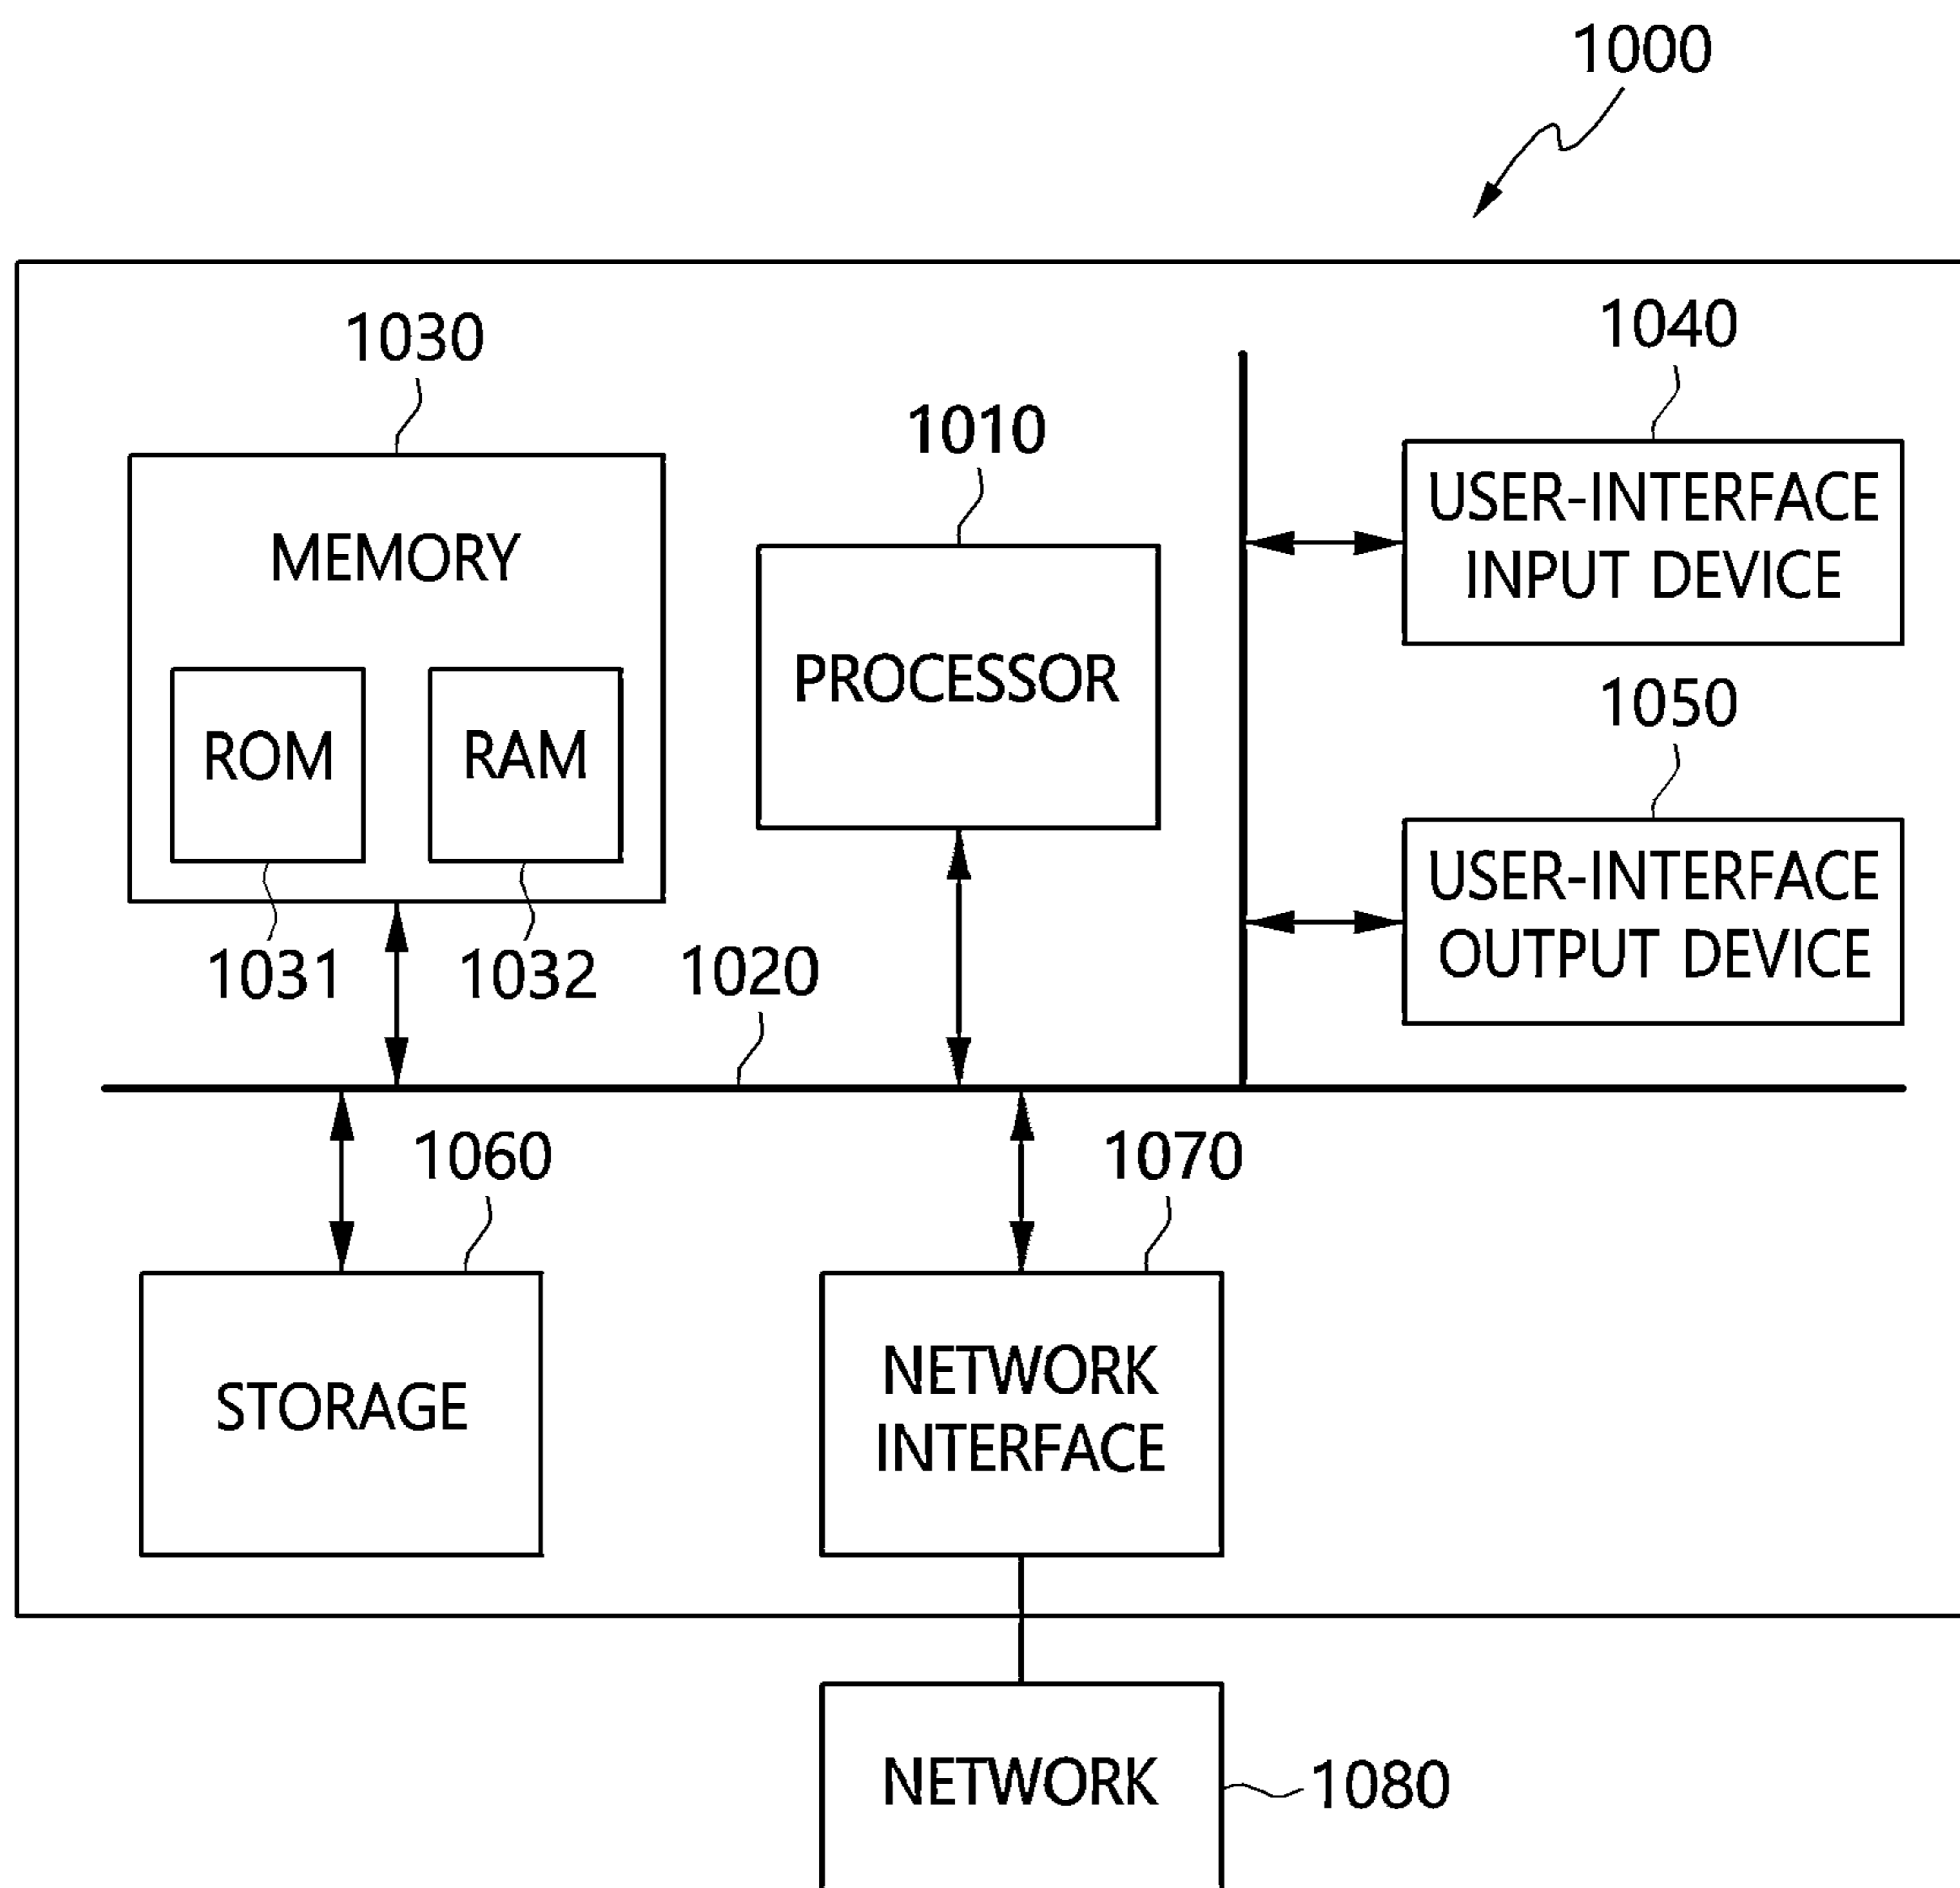 1000
1030
1040
1010
MEMORY
USER-INTERFACE
INPUT DEVICE
PROCESSOR
ROM
RAM
1050
USER-INTERFACE
OUTPUT DEVICE
1031
1032
1020
1060
1070
STORAGE
NETWORK
INTERFACE
NETWORK
1080